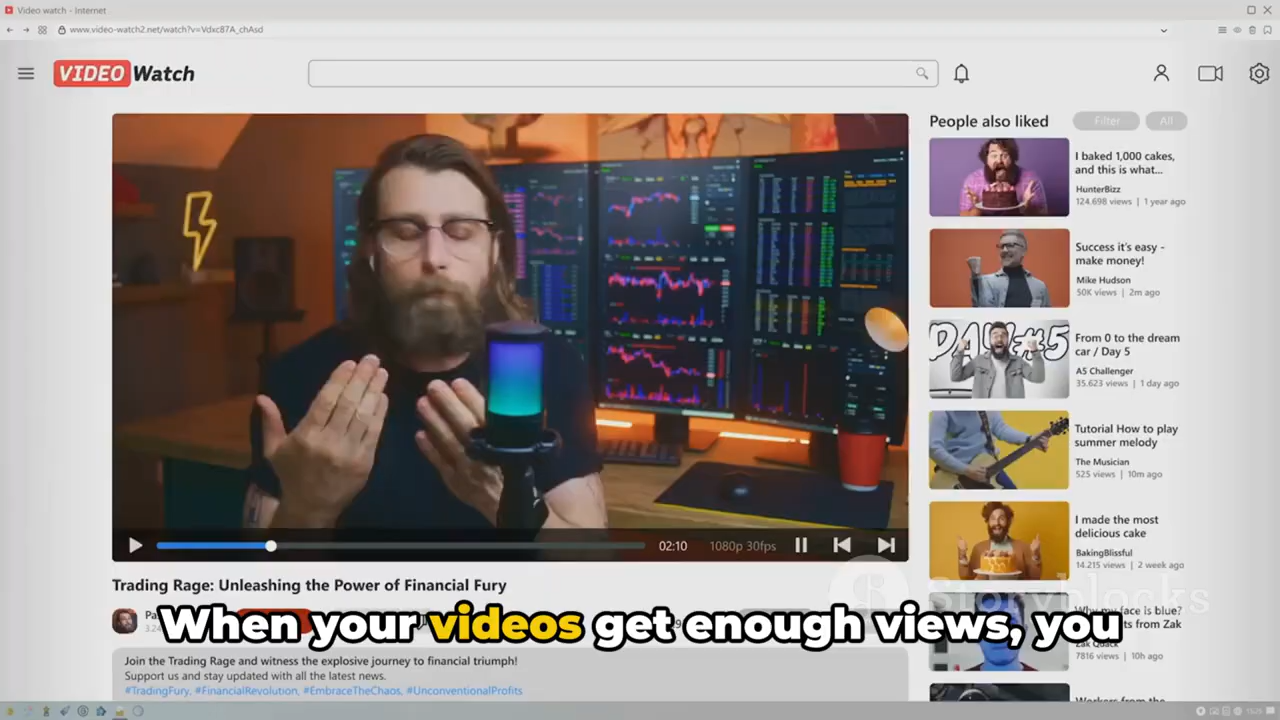 Video watch - Internet
www.video-watch2.net/watch?v=Vdxc87A_chAsd
VIDEO Watch
People also liked
Filter
All
I baked 1,000 cakes,
and this is what...
HunterBizz
124.698 views | 1 year ago
Success it's easy -
make money!
Mike Hudson
50K views | 2m ago
DAY #5
From 0 to the dream
car / Day 5
A5 Challenger
35.623 views | 1 day ago
Tutorial How to play
summer melody
The Musician
525 views | 10m ago
I made the most
delicious cake
BakingBlissful
14.215 views | 2 week ago
02:10
1080p 30fps
Trading Rage: Unleashing the Power of Financial Fury
Storyblocks
Why my face is blue?
from Zak
Zak Quack
7816 views | 10h ago
When your videos get enough views, you
Join the Trading Rage and witness the explosive journey to financial triumph!
Support us and stay updated with all the latest news.
#TradingFury, #FinancialRevolution, #EmbraceTheChaos, #UnconventionalProfits
Workers from the